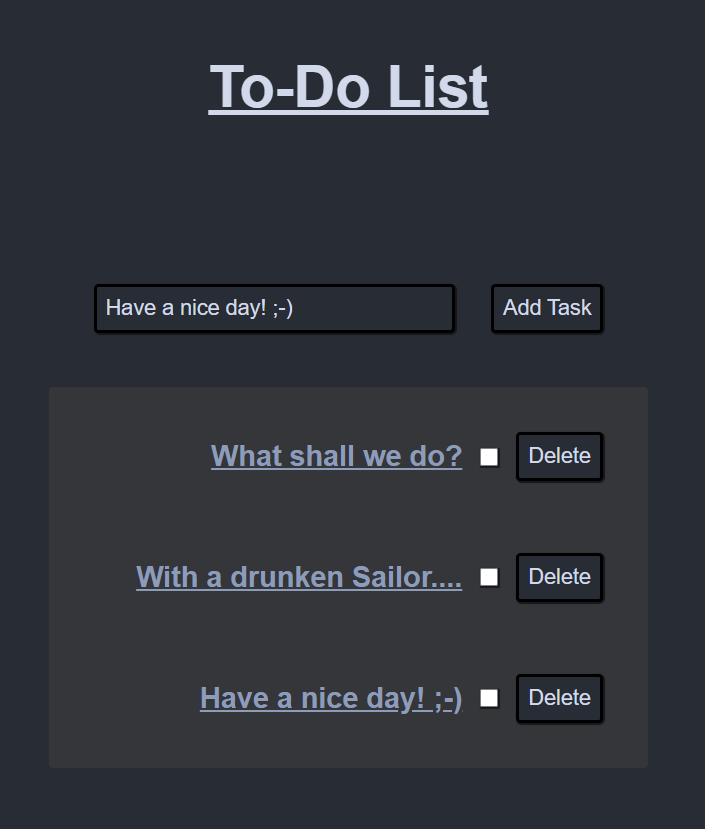 To-Do List
Have a nice day! ;-)
Add Task
What shall we do?
Delete
With a drunken Sailor....
Delete
Have a nice day! ;-)
Delete